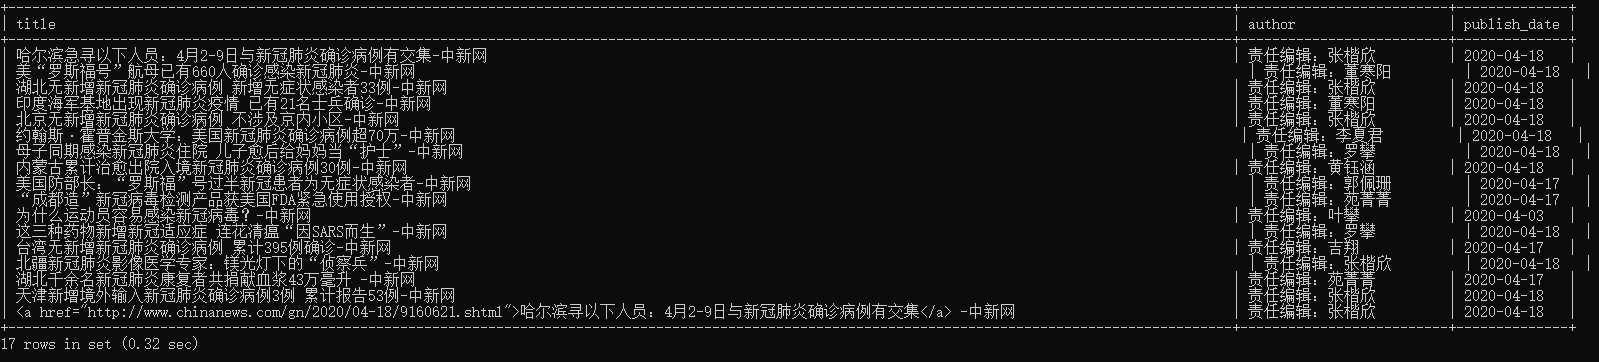 title | author | publish_date
哈尔滨急寻以下人员：4月2-9日与新冠肺炎确诊病例有交集-中新网 | 责任编辑：张楷欣 | 2020-04-18
美“罗斯福号”航母已有660人确诊感染新冠肺炎-中新网 | 责任编辑：董寒阳 | 2020-04-18
湖北无新增新冠肺炎确诊病例 新增无症状感染者33例-中新网 | 责任编辑：张楷欣 | 2020-04-18
印度海军基地出现新冠肺炎疫情 已有21名士兵确诊-中新网 | 责任编辑：董寒阳 | 2020-04-18
北京无新增新冠肺炎确诊病例 不涉及京内小区-中新网 | 责任编辑：张楷欣 | 2020-04-18
约翰斯·霍普金斯大学：美国新冠肺炎确诊病例超70万-中新网 | 责任编辑：李夏君 | 2020-04-18
母子同期感染新冠肺炎住院 儿子愈后给妈妈当“护士”-中新网 | 责任编辑：罗攀 | 2020-04-18
内蒙古累计治愈出院入境新冠肺炎确诊病例30例-中新网 | 责任编辑：黄钰涵 | 2020-04-18
美国防部长：“罗斯福”号过半新冠患者为无症状感染者-中新网 | 责任编辑：郭佩珊 | 2020-04-17
“成都造”新冠病毒检测产品获美国FDA紧急使用授权-中新网 | 责任编辑：苑菁菁 | 2020-04-17
为什么运动员容易感染新冠病毒？-中新网 | 责任编辑：叶攀 | 2020-04-03
这三种药物新增新冠适应症 连花清瘟“因SARS而生”-中新网 | 责任编辑：罗攀 | 2020-04-18
台湾无新增新冠肺炎确诊病例 累计395例确诊-中新网 | 责任编辑：吉翔 | 2020-04-17
北疆新冠肺炎影像医学专家：镁光灯下的“侦察兵”-中新网 | 责任编辑：张楷欣 | 2020-04-18
湖北千余名新冠肺炎康复者共捐献血浆43万毫升 -中新网 | 责任编辑：苑菁菁 | 2020-04-17
天津新增境外输入新冠肺炎确诊病例3例 累计报告53例-中新网 | 责任编辑：张楷欣 | 2020-04-18
<a href="http://www.chinanews.com/gn/2020/04-18/9160621.shtml">哈尔滨寻以下人员：4月2-9日与新冠肺炎确诊病例有交集</a> -中新网 | 责任编辑：张楷欣 | 2020-04-18
17 rows in set (0.32 sec)